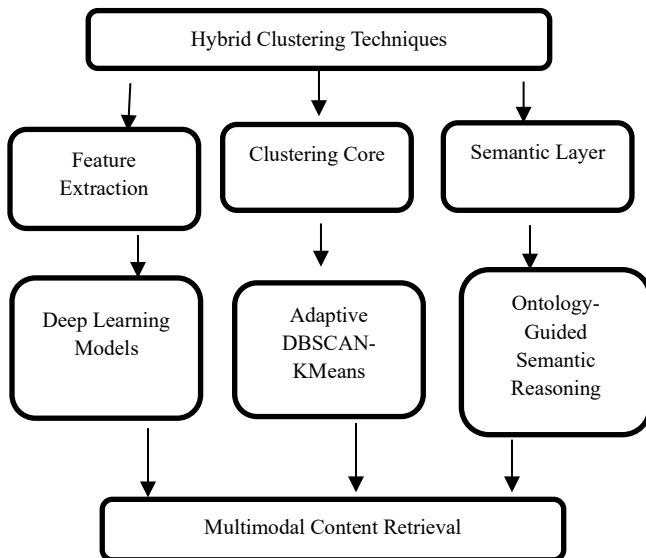 Hybrid Clustering Techniques
Feature
Extraction
Clustering Core
Semantic Layer
Deep Learning
Models
Adaptive
DBSCAN-
KMeans
Ontology-
Guided
Semantic
Reasoning
Multimodal Content Retrieval